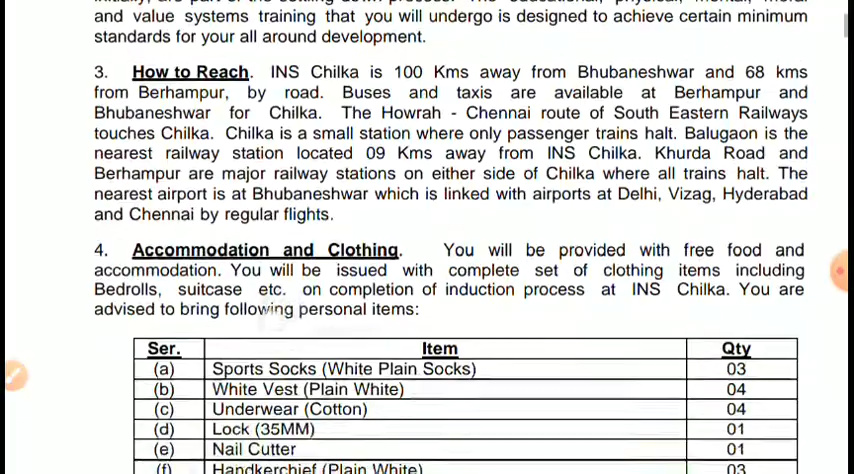 and value systems training that you will undergo is designed to achieve certain minimum
standards for your all around development.
3. How to Reach. INS Chilka is 100 Kms away from Bhubaneshwar and 68 kms
from Berhampur, by road. Buses and taxis are available at Berhampur and
Bhubaneshwar for Chilka. The Howrah - Chennai route of South Eastern Railways
touches Chilka. Chilka is a small station where only passenger trains halt. Balugaon is the
nearest railway station located 09 Kms away from INS Chilka. Khurda Road and
Berhampur are major railway stations on either side of Chilka where all trains halt. The
nearest airport is at Bhubaneshwar which is linked with airports at Delhi, Vizag, Hyderabad
and Chennai by regular flights.
4. Accommodation and Clothing. You will be provided with free food and
accommodation. You will be issued with complete set of clothing items including
Bedrolls, suitcase etc. on completion of induction process at INS Chilka. You are
advised to bring following personal items:
Ser. Item Qty
(a) Sports Socks (White Plain Socks) 03
(b) White Vest (Plain White) 04
(c) Underwear (Cotton) 04
(d) Lock (35MM) 01
(e) Nail Cutter 01
(f) Handkerchief (Plain White) 03